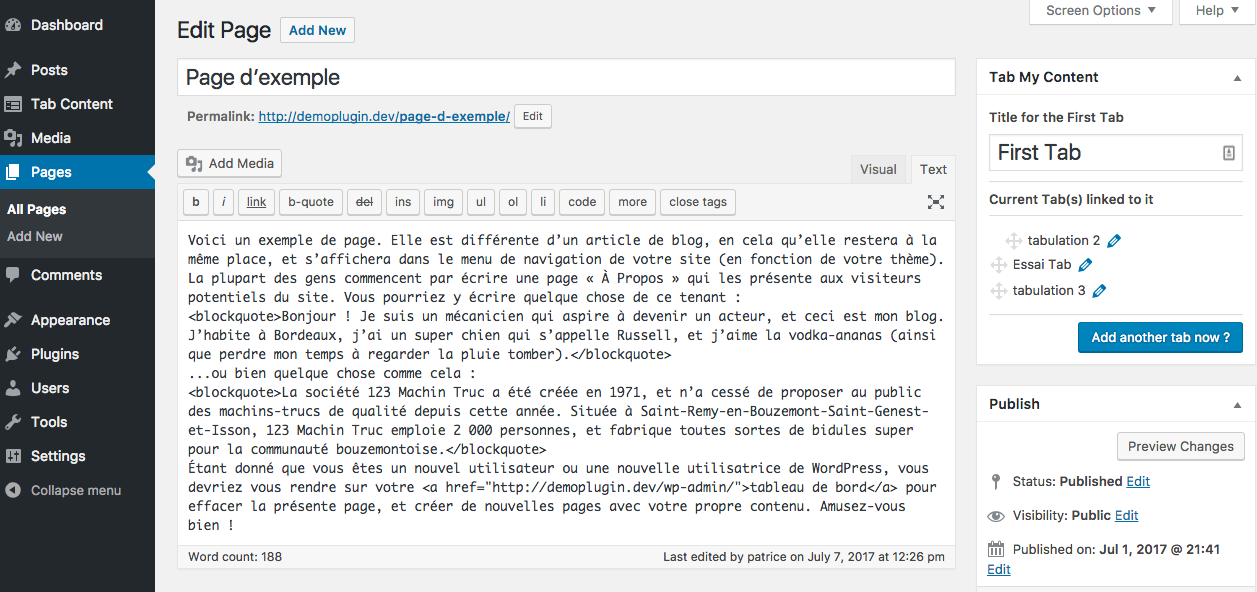 Dashboard
Posts
Tab Content
Media
Pages
All Pages
Add New
Comments
Appearance
Plugins
Users
Tools
Settings
Collapse menu
Screen Options
Help
Edit Page Add New
Page d’exemple
Permalink: http://demoplugin.dev/page-d-exemple/ Edit
Add Media
Visual Text
b i link b-quote del ins img ul ol li code more close tags
Voici un exemple de page. Elle est différente d’un article de blog, en cela qu’elle restera à la
même place, et s’affichera dans le menu de navigation de votre site (en fonction de votre thème).
La plupart des gens commencent par écrire une page « À Propos » qui les présente aux visiteurs
potentiels du site. Vous pourriez y écrire quelque chose de ce tenant :
<blockquote>Bonjour ! Je suis un mécanicien qui aspire à devenir un acteur, et ceci est mon blog.
J’habite à Bordeaux, j’ai un super chien qui s’appelle Russell, et j’aime la vodka-ananas (ainsi
que perdre mon temps à regarder la pluie tomber).</blockquote>
...ou bien quelque chose comme cela :
<blockquote>La société 123 Machin Truc a été créée en 1971, et n’a cessé de proposer au public
des machins-trucs de qualité depuis cette année. Située à Saint-Remy-en-Bouzemont-Saint-Genest-
et-Isson, 123 Machin Truc emploie 2 000 personnes, et fabrique toutes sortes de bidules super
pour la communauté bouzemontoise.</blockquote>
Étant donné que vous êtes un nouvel utilisateur ou une nouvelle utilisatrice de WordPress, vous
devriez vous rendre sur votre <a href="http://demoplugin.dev/wp-admin/">tableau de bord</a> pour
effacer la présente page, et créer de nouvelles pages avec votre propre contenu. Amusez-vous
bien !
Word count: 188
Last edited by patrice on July 7, 2017 at 12:26 pm
Tab My Content
Title for the First Tab
First Tab
Current Tab(s) linked to it
tabulation 2
Essai Tab
tabulation 3
Add another tab now ?
Publish
Preview Changes
Status: Published Edit
Visibility: Public Edit
Published on: Jul 1, 2017 @ 21:41
Edit